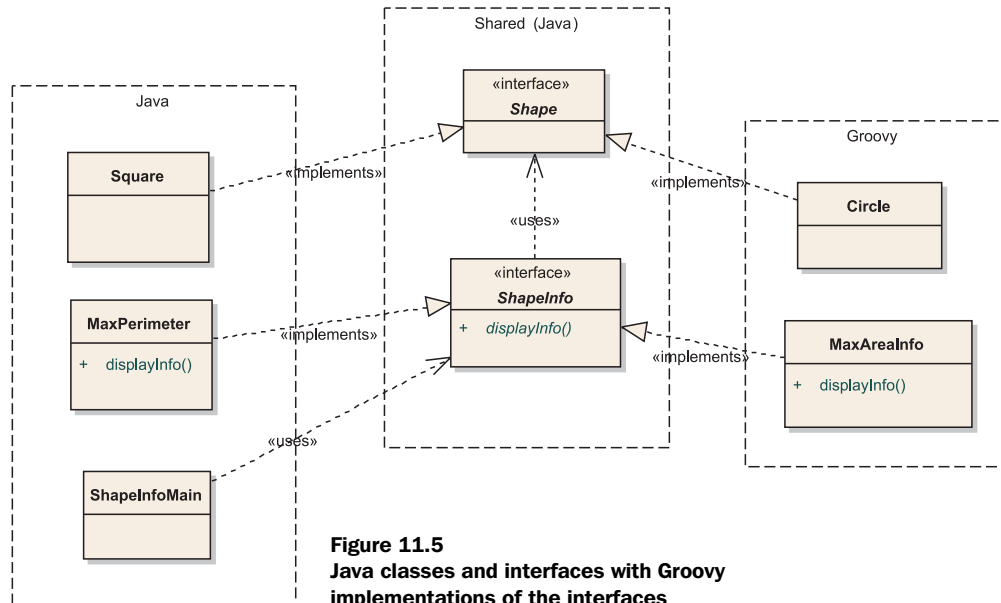 Java
Square
MaxPerimeter
+ displayInfo()
ShapeInfoMain
«implements»
«implements»
«uses»
Shared (Java)
«interface»
Shape
«uses»
«interface»
ShapeInfo
+ displayInfo()
«implements»
«implements»
Groovy
Circle
MaxAreaInfo
+ displayInfo()
Figure 11.5
Java classes and interfaces with Groovy
implementations of the interfaces